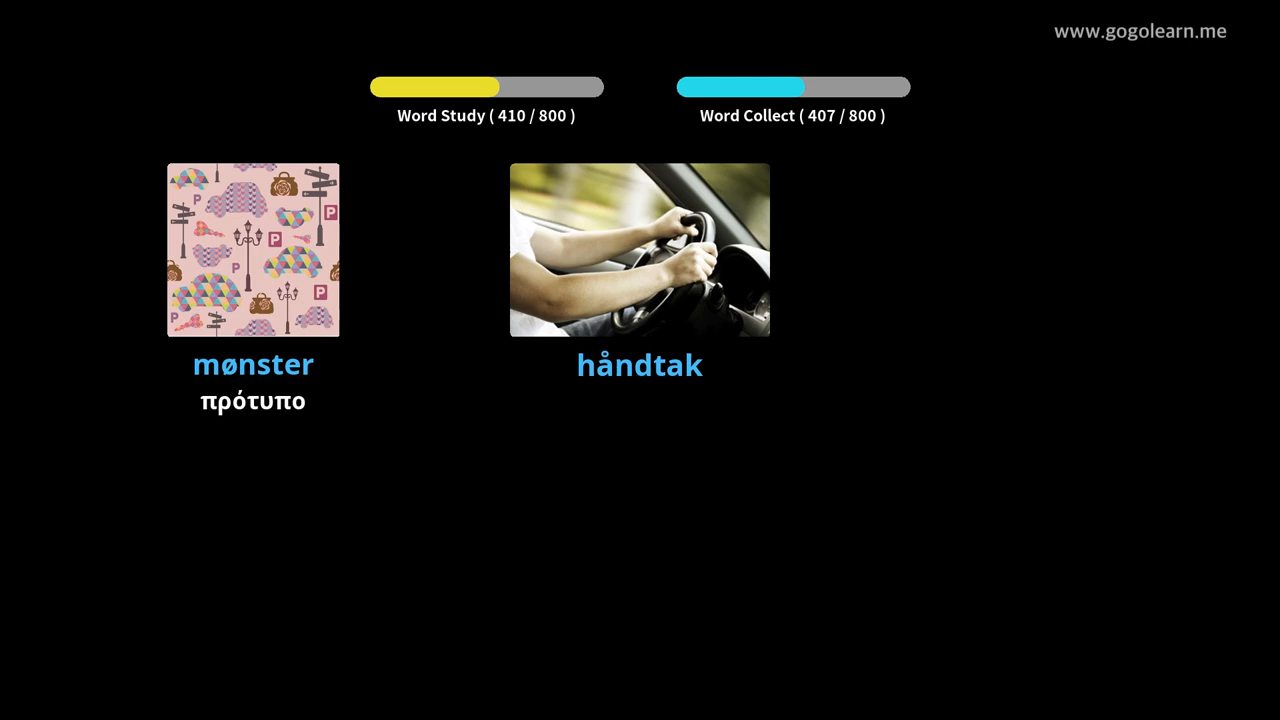 www.gogolearn.me
Word Study ( 410 / 800 )
Word Collect ( 407 / 800 )
P
P
P
P
P
P
mønster
πρότυπο
håndtak